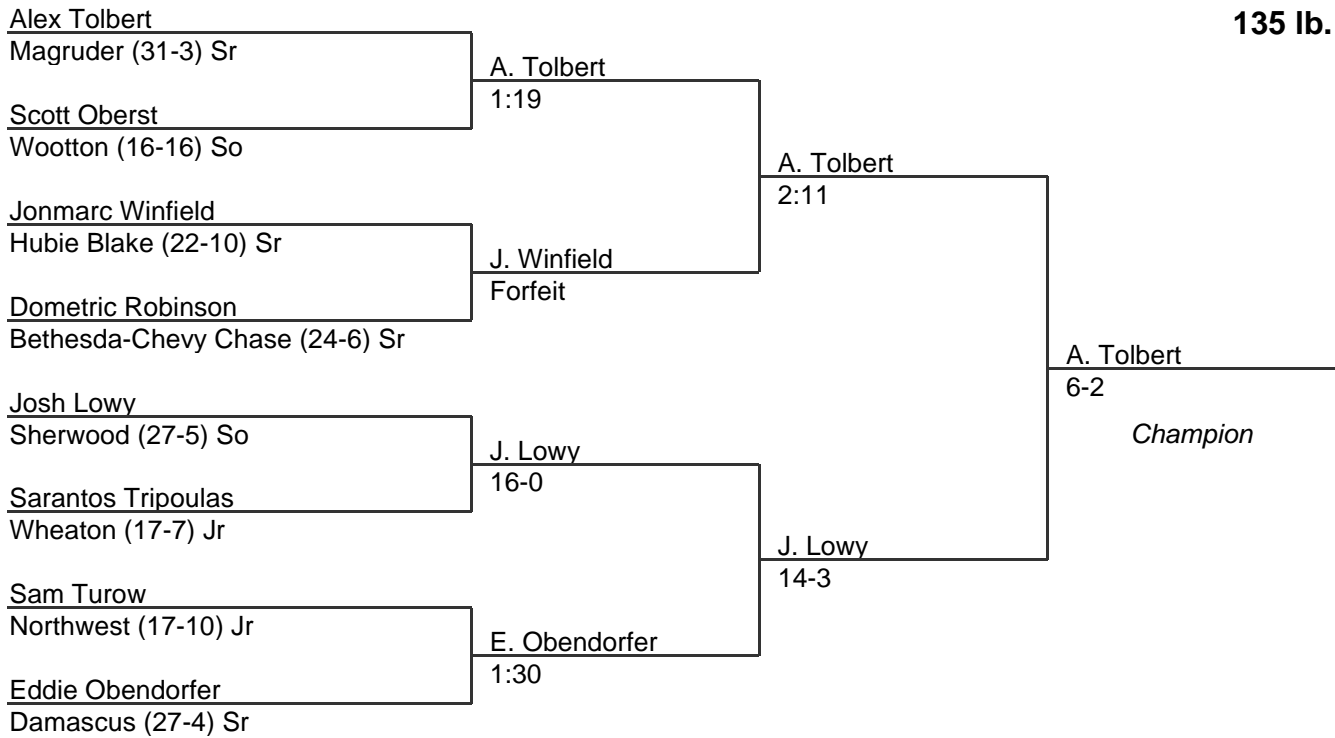 135 lb.
Alex Tolbert
Magruder (31-3) Sr
A. Tolbert
1:19
Scott Oberst
Wootton (16-16) So
A. Tolbert
2:11
Jonmarc Winfield
Hubie Blake (22-10) Sr
J. Winfield
Forfeit
Dometric Robinson
Bethesda-Chevy Chase (24-6) Sr
A. Tolbert
6-2
Champion
Josh Lowy
Sherwood (27-5) So
J. Lowy
16-0
Sarantos Tripoulas
Wheaton (17-7) Jr
J. Lowy
14-3
Sam Turow
Northwest (17-10) Jr
E. Obendorfer
1:30
Eddie Obendorfer
Damascus (27-4) Sr